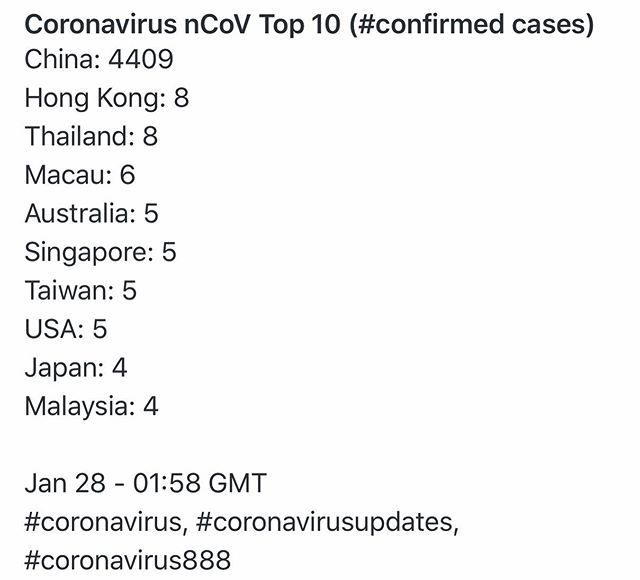 Coronavirus nCoV Top 10 (#confirmed cases)
China: 4409
Hong Kong: 8
Thailand: 8
Macau: 6
Australia: 5
Singapore: 5
Taiwan: 5
USA: 5
Japan: 4
Malaysia: 4
Jan 28 - 01:58 GMT
#coronavirus, #coronavirusupdates,
#coronavirus888